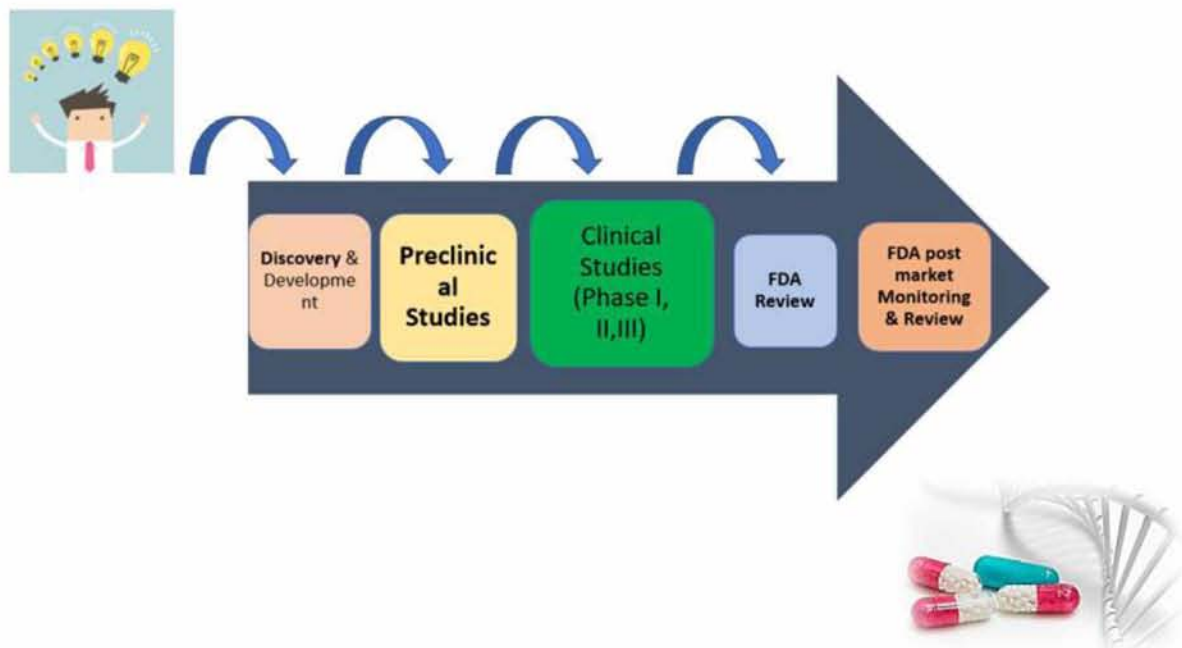 Discovery &
Developme
nt
Preclinic
al
Studies
Clinical
Studies
(Phase I,
II,III)
FDA
Review
FDA post
market
Monitoring
& Review